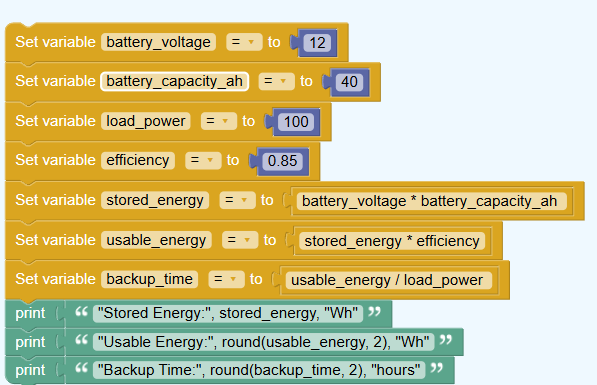 Set variable battery_voltage = to 12
Set variable battery_capacity_ah = to 40
Set variable load_power = to 100
Set variable efficiency = to 0.85
Set variable stored_energy = to battery_voltage * battery_capacity_ah
Set variable usable_energy = to stored_energy * efficiency
Set variable backup_time = to usable_energy / load_power
print “ "Stored Energy:", stored_energy, "Wh" ”
print “ "Usable Energy:", round(usable_energy, 2), "Wh" ”
print “ "Backup Time:", round(backup_time, 2), "hours" ”